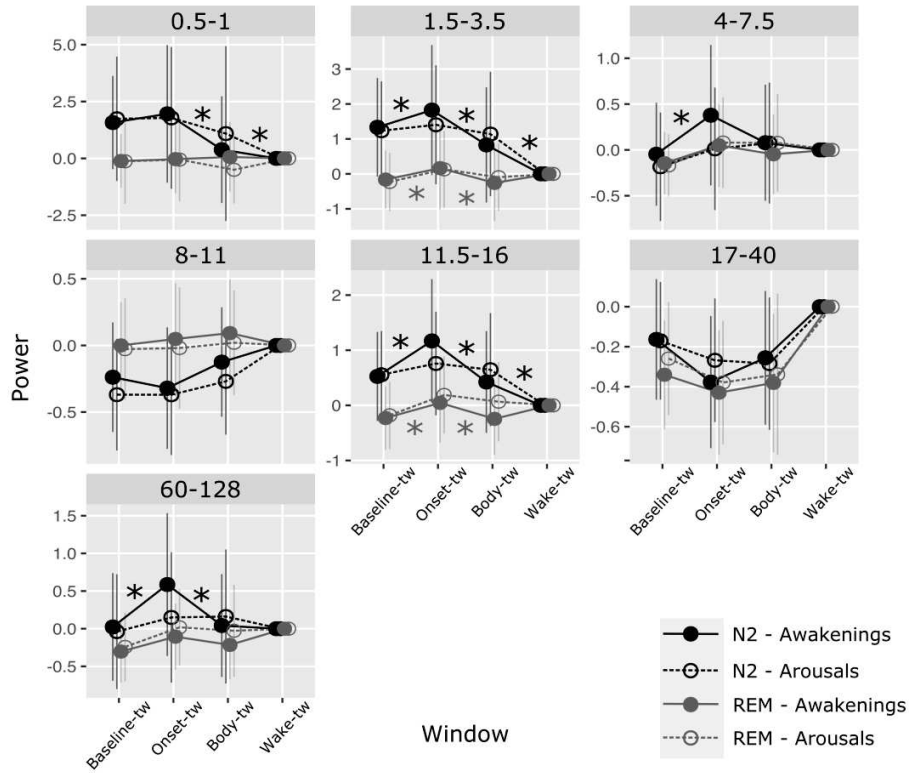 0.5-1
1.5-3.5
4-7.5
5.0
2.5
0.0
-2.5
3
2
1
0
-1
1.0
0.5
0.0
-0.5
8-11
11.5-16
17-40
0.5
0.0
-0.5
2
1
0
-1
0.0
-0.2
-0.4
-0.6
Power
Baseline-tw
Onset-tw
Body-tw
Wake-tw
Baseline-tw
Onset-tw
Body-tw
Wake-tw
60-128
1.5
1.0
0.5
0.0
-0.5
Baseline-tw
Onset-tw
Body-tw
Wake-tw
Window
N2 - Awakenings
N2 - Arousals
REM - Awakenings
REM - Arousals